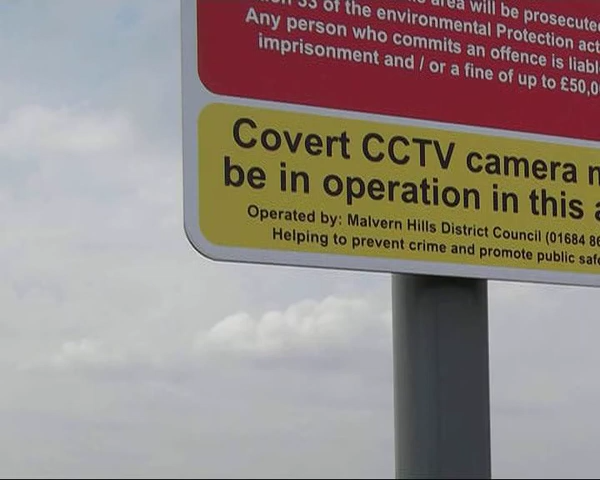 33 of the environmental Protection act
Any person who commits an offence is liabl
imprisonment and / or a fine of up to £50,0
Covert CCTV camera
be in operation in this a
Operated by: Malvern Hills District Council (01684 86
Helping to prevent crime and promote public safe